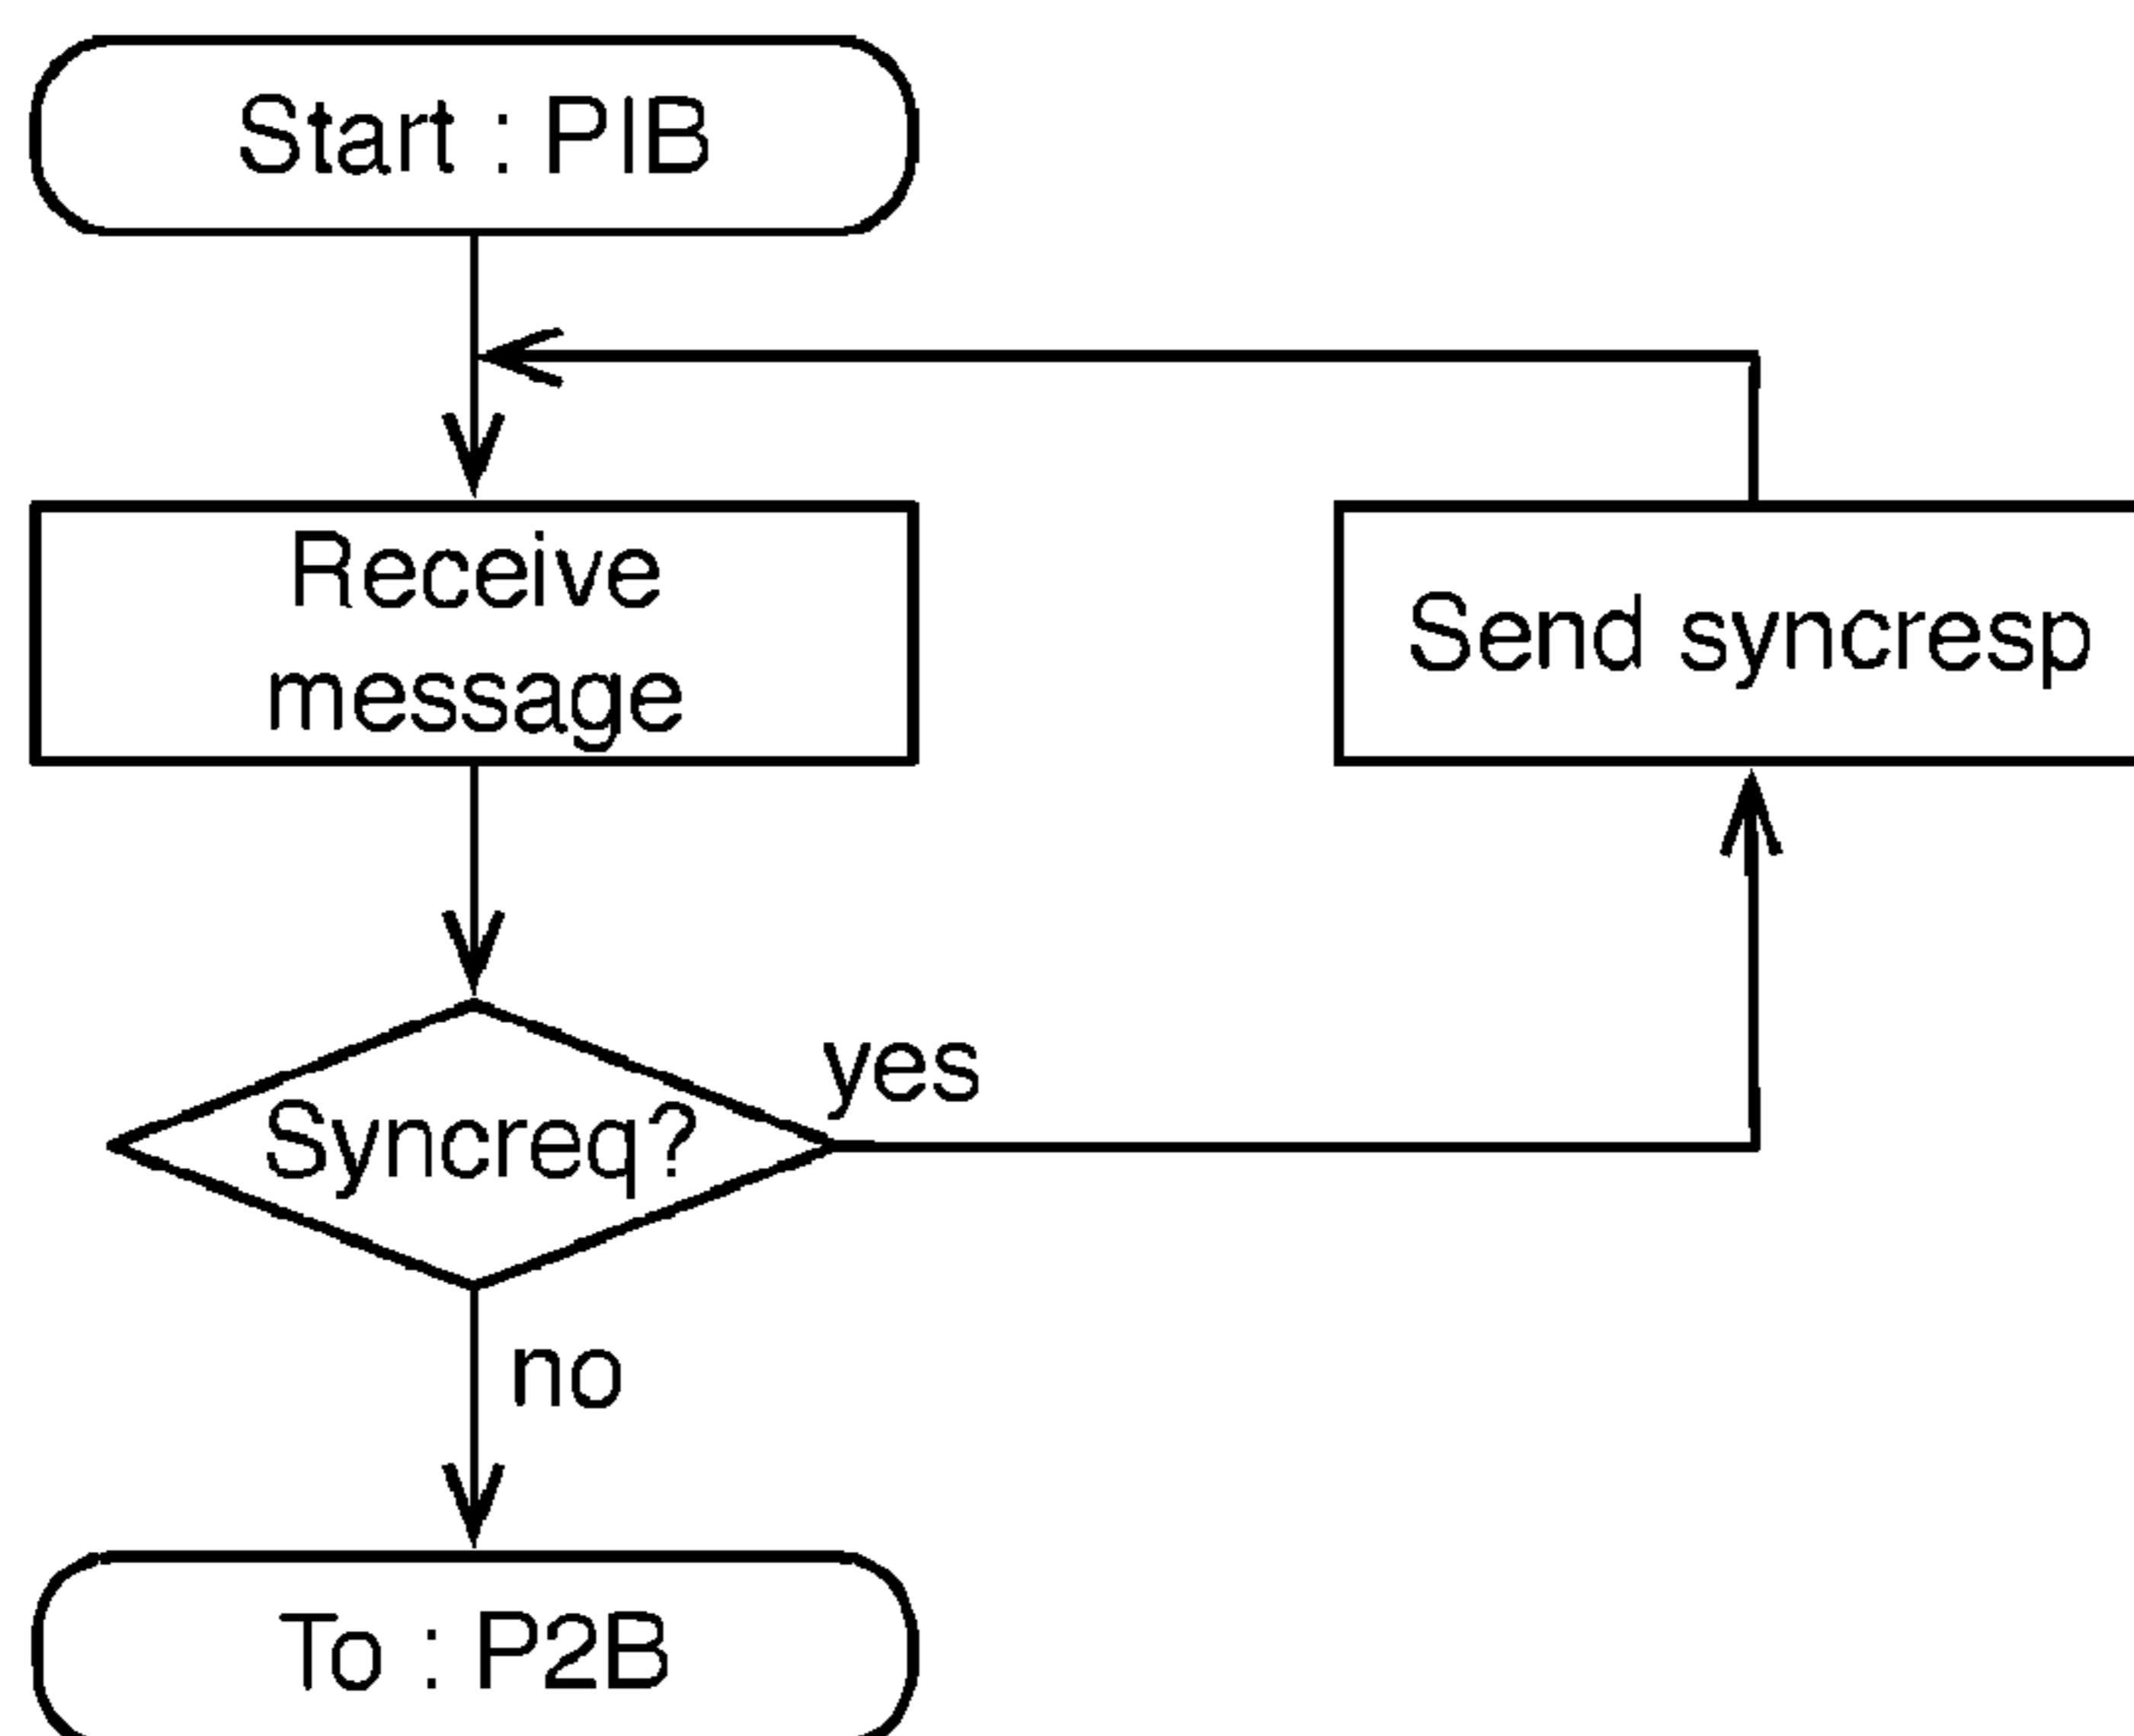 Start : PIB
Receive
message
Send syncresp
Syncreq?
yes
no
To : P2B